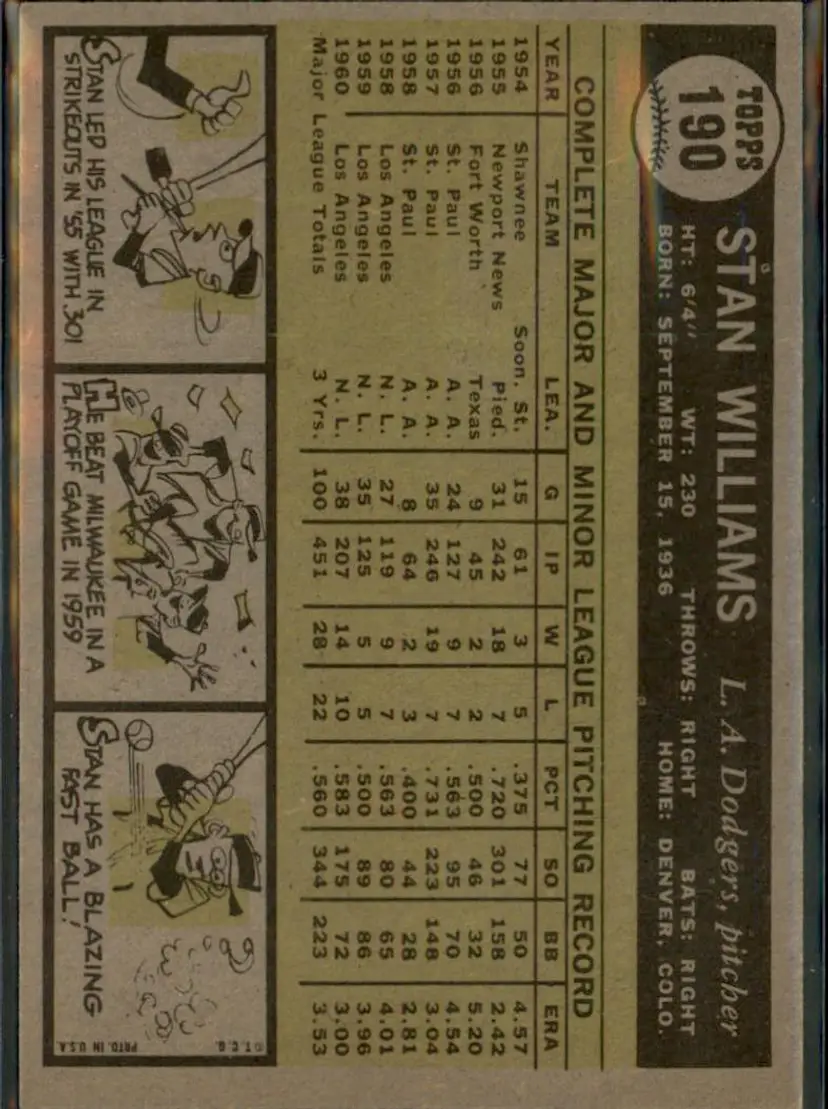 TOPPS
190
STAN WILLIAMS L. A. Dodgers, pitcher
HT: 6'4" WT: 230 THROWS: RIGHT BATS: RIGHT
BORN: SEPTEMBER 15, 1936 HOME: DENVER, COLO.
COMPLETE MAJOR AND MINOR LEAGUE PITCHING RECORD
YEAR TEAM LEA. G IP W L PCT SO BB ERA
1954 Shawnee Soon. St. 15 61 3 5 .375 77 50 4.57
1955 Newport News Pied. 31 242 18 7 .720 301 158 2.42
1956 Fort Worth Texas 9 45 2 2 .500 46 32 5.20
1956 St. Paul A. A. 24 127 9 7 .563 95 70 4.54
1957 St. Paul A. A. 35 246 19 7 .731 223 148 3.04
1958 St. Paul A. A. 8 64 2 3 .400 44 28 2.81
1958 Los Angeles N. L. 27 119 9 7 .563 80 65 4.01
1959 Los Angeles N. L. 35 125 5 5 .500 89 86 3.96
1960 Los Angeles N. L. 38 207 14 10 .583 175 72 3.00
Major League Totals 3 Yrs. 100 451 28 22 .560 344 223 3.53
STAN LED HIS LEAGUE IN
STRIKEOUTS IN '55 WITH 301
HE BEAT MILWAUKEE IN A
PLAYOFF GAME IN 1959
STAN HAS A BLAZING
FAST BALL!
© T.C.G. PRTD. IN U.S.A.